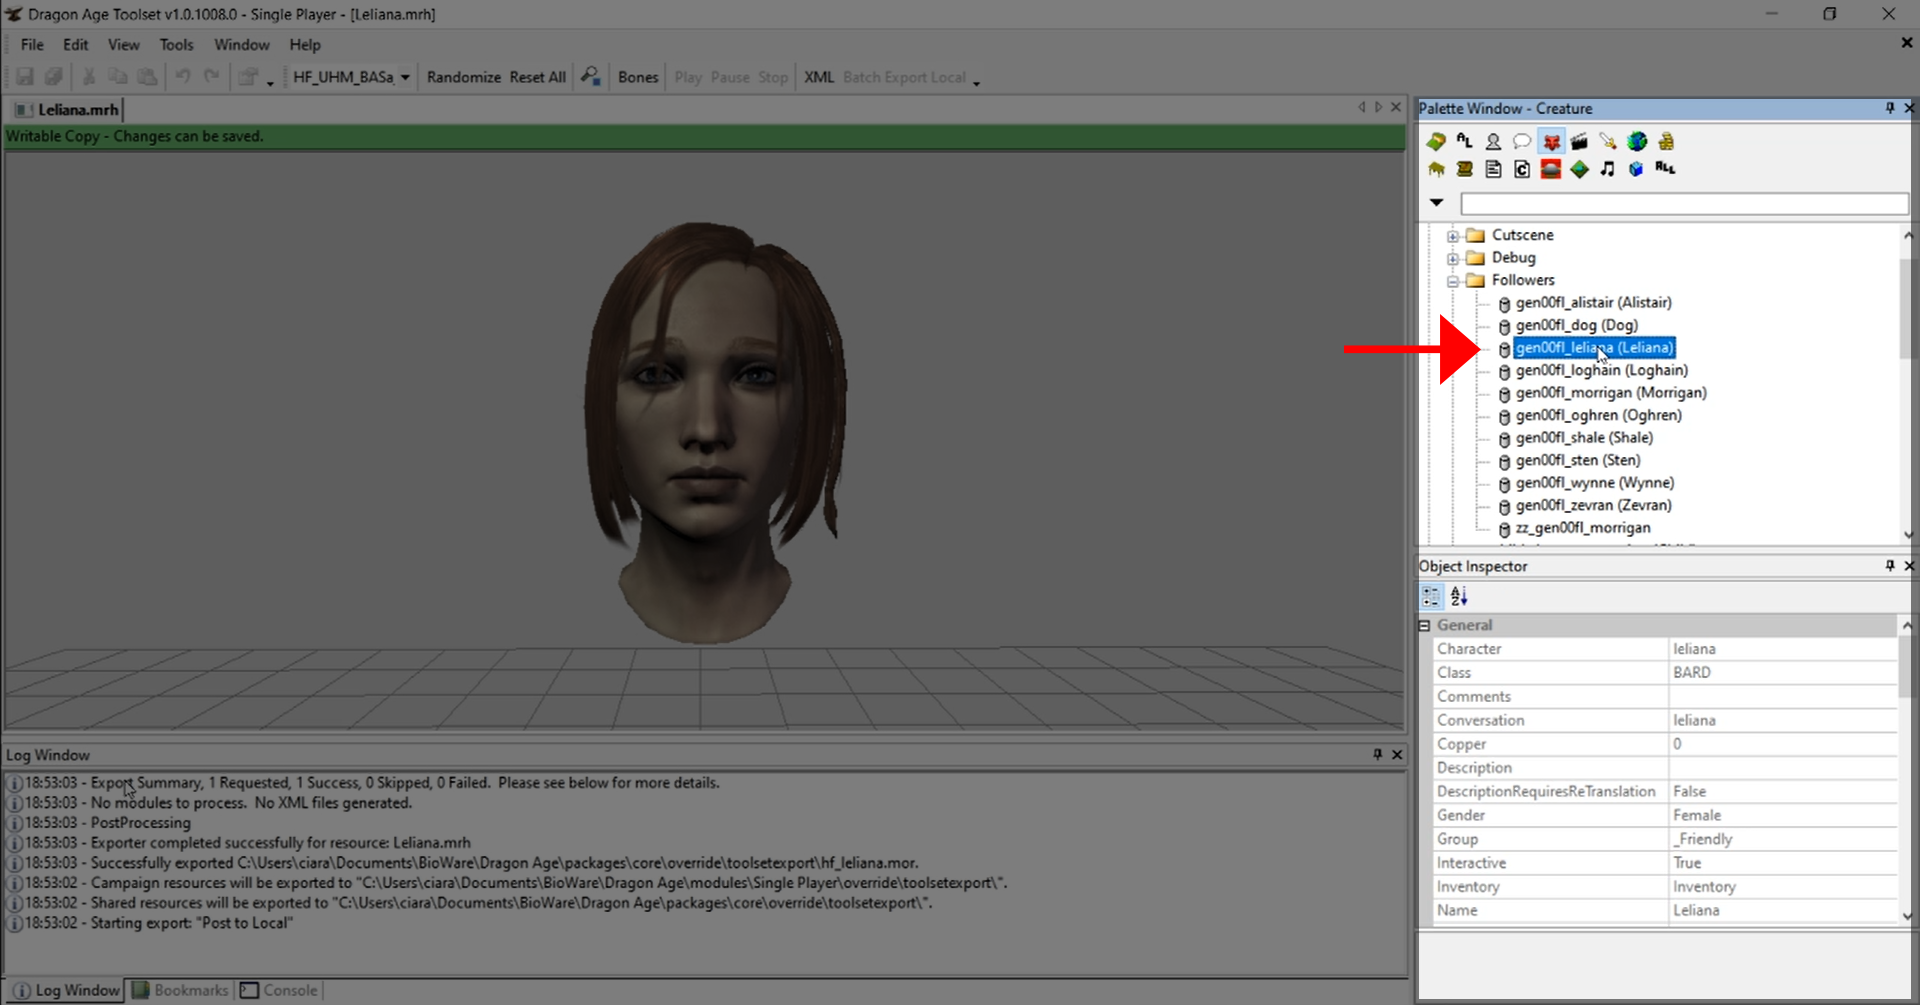 Dragon Age Toolset v1.0.1008.0 - Single Player - [Leliana.mrh]
File Edit View Tools Window Help
HF_UHM_BASa Randomize Reset All Bones Play Pause Stop XML Batch Export Local
Leliana.mrh
Writable Copy - Changes can be saved.
Palette Window - Creature
AL
C
ALL
Cutscene
Debug
Followers
gen00fl_alistair (Alistair)
gen00fl_dog (Dog)
gen00fl_leliana (Leliana)
gen00fl_loghain (Loghain)
gen00fl_morrigan (Morrigan)
gen00fl_oghren (Oghren)
gen00fl_shale (Shale)
gen00fl_sten (Sten)
gen00fl_wynne (Wynne)
gen00fl_zevran (Zevran)
zz_gen00fl_morrigan
Object Inspector
General
Character leliana
Class BARD
Comments
Conversation leliana
Copper 0
Description
DescriptionRequiresReTranslation False
Gender Female
Group _Friendly
Interactive True
Inventory Inventory
Name Leliana
Log Window
18:53:03 - Export Summary, 1 Requested, 1 Success, 0 Skipped, 0 Failed. Please see below for more details.
18:53:03 - No modules to process. No XML files generated.
18:53:03 - PostProcessing
18:53:03 - Exporter completed successfully for resource: Leliana.mrh
18:53:03 - Successfully exported C:\Users\ciara\Documents\BioWare\Dragon Age\packages\core\override\toolsetexport\hf_leliana.mor.
18:53:02 - Campaign resources will be exported to "C:\Users\ciara\Documents\BioWare\Dragon Age\modules\Single Player\override\toolsetexport\".
18:53:02 - Shared resources will be exported to "C:\Users\ciara\Documents\BioWare\Dragon Age\packages\core\override\toolsetexport\".
18:53:02 - Starting export: "Post to Local"
Log Window Bookmarks Console